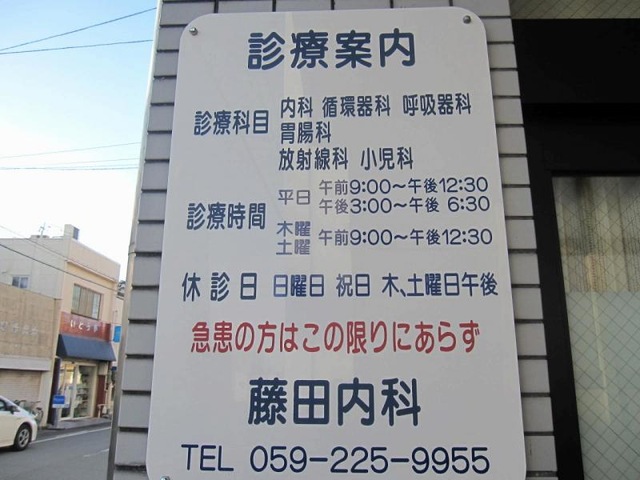 診療案内
診療科目 内科 循環器科 呼吸器科
胃腸科
放射線科 小児科
診療時間 平日 午前9:00〜午後12:30
午後3:00〜午後 6:30
木曜
土曜 午前9:00〜午後12:30
休診日 日曜日 祝日 木、土曜日午後
急患の方はこの限りにあらず
藤田内科
TEL 059-225-9955